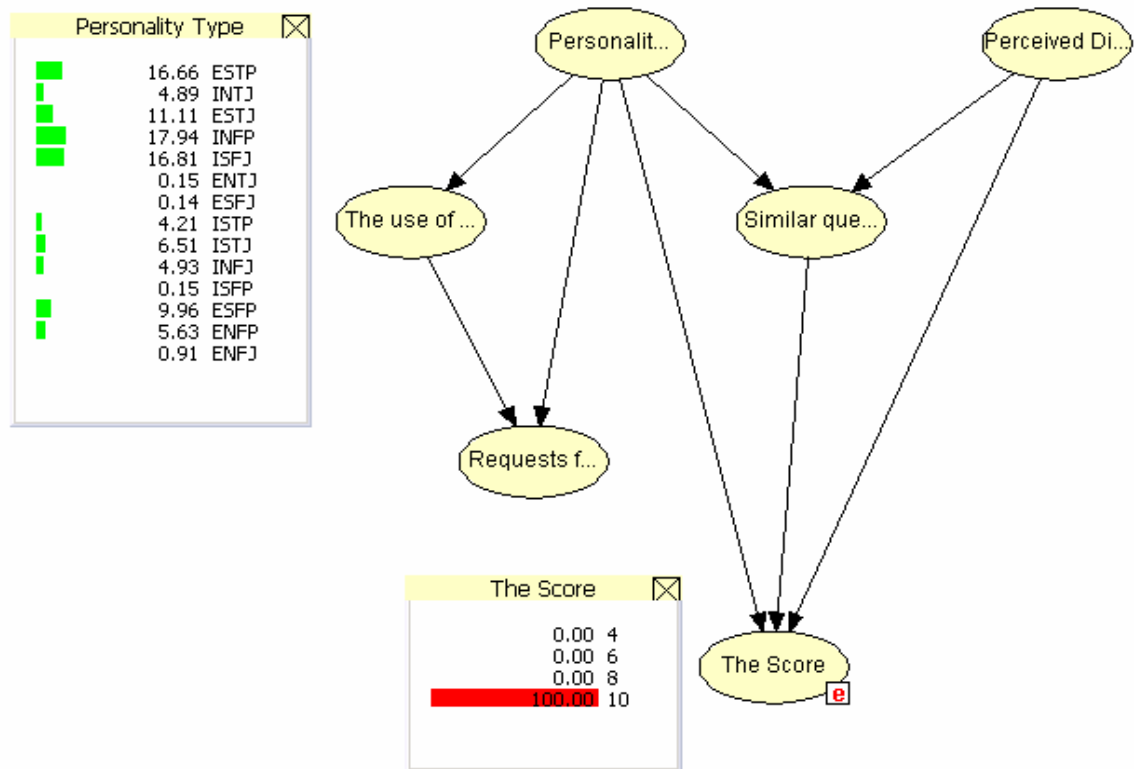 Personality Type
16.66 ESTP
4.89 INTJ
11.11 ESTJ
17.94 INFP
16.81 ISFJ
0.15 ENTJ
0.14 ESFJ
4.21 ISTP
6.51 ISTJ
4.93 INFJ
0.15 ISFP
9.96 ESFP
5.63 ENFP
0.91 ENFJ
Personalit...
Perceived Di...
The use of ...
Similar que...
Requests f...
The Score
0.00 4
0.00 6
0.00 8
100.00 10
The Score
e